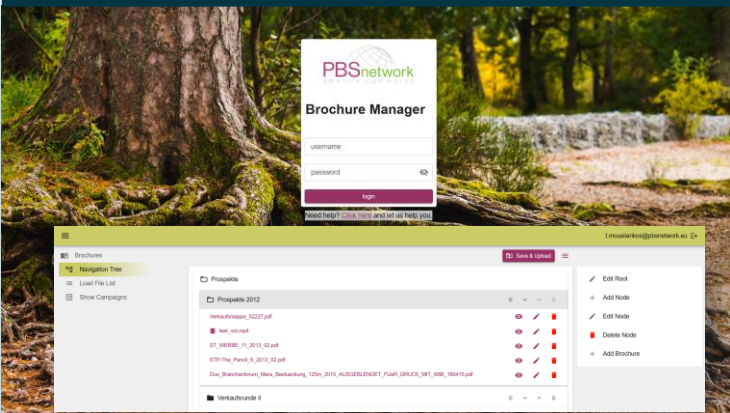 PBSnetwork
smart e-commerce
Brochure Manager
username
password
login
Need help? Click here and let us help you.
t.mouslarikos@pbsnetwork.eu
Brochures
Save & Upload
Navigation Tree
Load File List
Show Campaigns
Prospekte
Prospekte 2012
Verkaufsmappe_52227.pdf
test_vid.mp4
ST_WERBE_11_2013_02.pdf
STP-The_Pencil_II_2013_02.pdf
Verkaufsrunde II
Edit Root
Add Node
Edit Node
Delete Node
Add Brochure